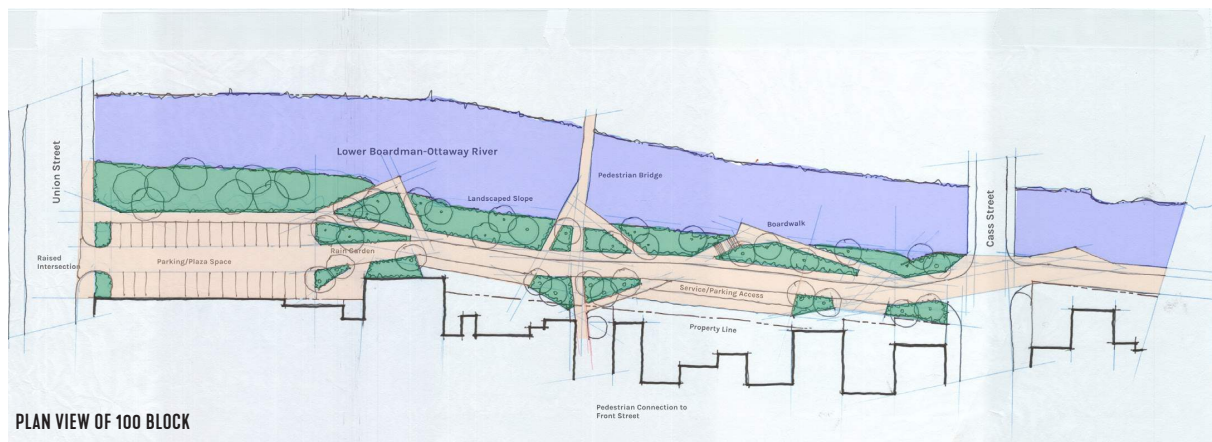 Union Street
Lower Boardman-Ottaway River
Pedestrian Bridge
Landscaped Slope
Boardwalk
Cass Street
Raised
Intersection
Parking/Plaza Space
Rain Garden
Service/Parking Access
Property Line
Pedestrian Connection to
Front Street
PLAN VIEW OF 100 BLOCK